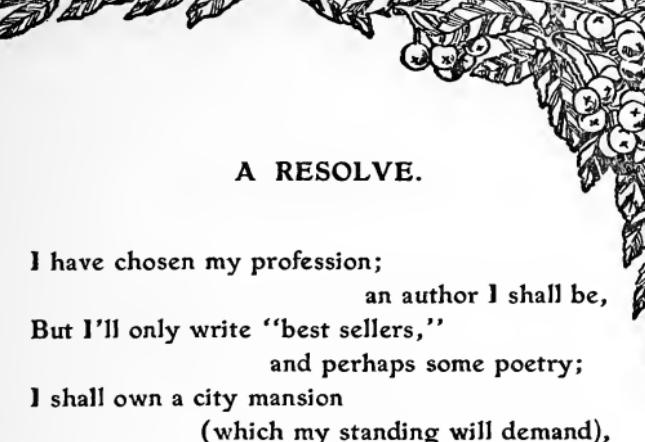 A RESOLVE.
I have chosen my profession;
an author I shall be,
But I'll only write "best sellers,"
and perhaps some poetry;
I shall own a city mansion
(which my standing will demand),